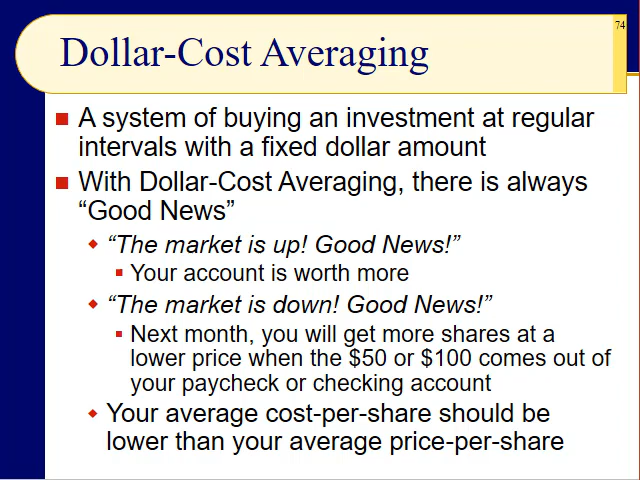 74
Dollar-Cost Averaging
A system of buying an investment at regular
intervals with a fixed dollar amount
With Dollar-Cost Averaging, there is always
“Good News”
“The market is up! Good News!”
Your account is worth more
“The market is down! Good News!”
Next month, you will get more shares at a
lower price when the $50 or $100 comes out of
your paycheck or checking account
Your average cost-per-share should be
lower than your average price-per-share